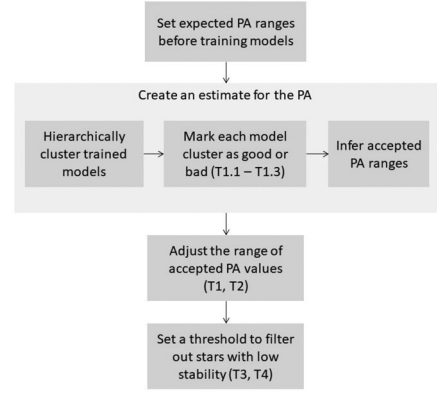 Set expected PA ranges
before training models
Create an estimate for the PA
Hierarchically
cluster trained
models
Mark each model
cluster as good or
bad (T1.1 – T1.3)
Infer accepted
PA ranges
Adjust the range of
accepted PA values
(T1, T2)
Set a threshold to filter
out stars with low
stability (T3, T4)